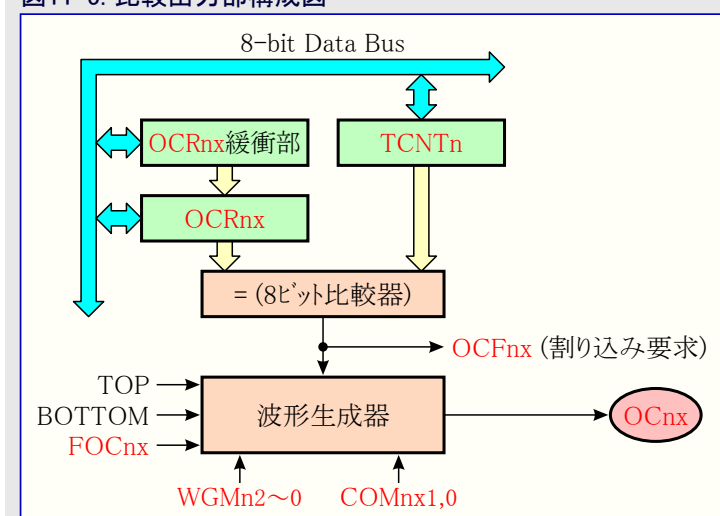 8-bit Data Bus
OCRnx緩衝部
TCNTn
OCRnx
= (8ﾋﾞｯﾄ比較器)
OCFnx (割り込み要求)
TOP
BOTTOM
FOCnx
波形生成器
OCnx
WGMn2～0
COMnx1,0